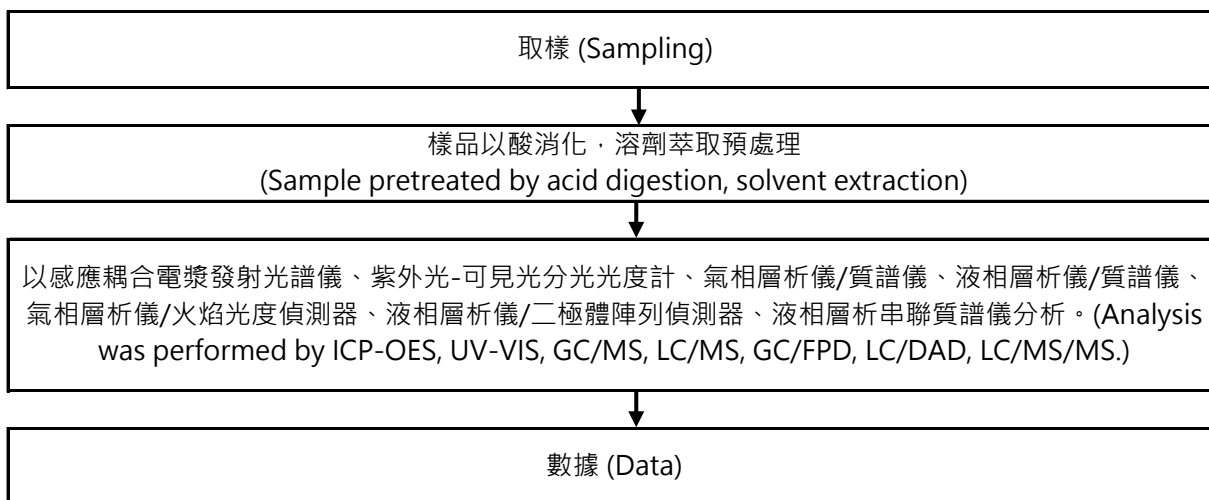 取樣 (Sampling)
樣品以酸消化，溶劑萃取預處理
(Sample pretreated by acid digestion, solvent extraction)
以感應耦合電漿發射光譜儀、紫外光-可見光分光光度計、氣相層析儀/質譜儀、液相層析儀/質譜儀、
氣相層析儀/火焰光度偵測器、液相層析儀/二極體陣列偵測器、液相層析串聯質譜儀分析。(Analysis
was performed by ICP-OES, UV-VIS, GC/MS, LC/MS, GC/FPD, LC/DAD, LC/MS/MS.)
數據 (Data)